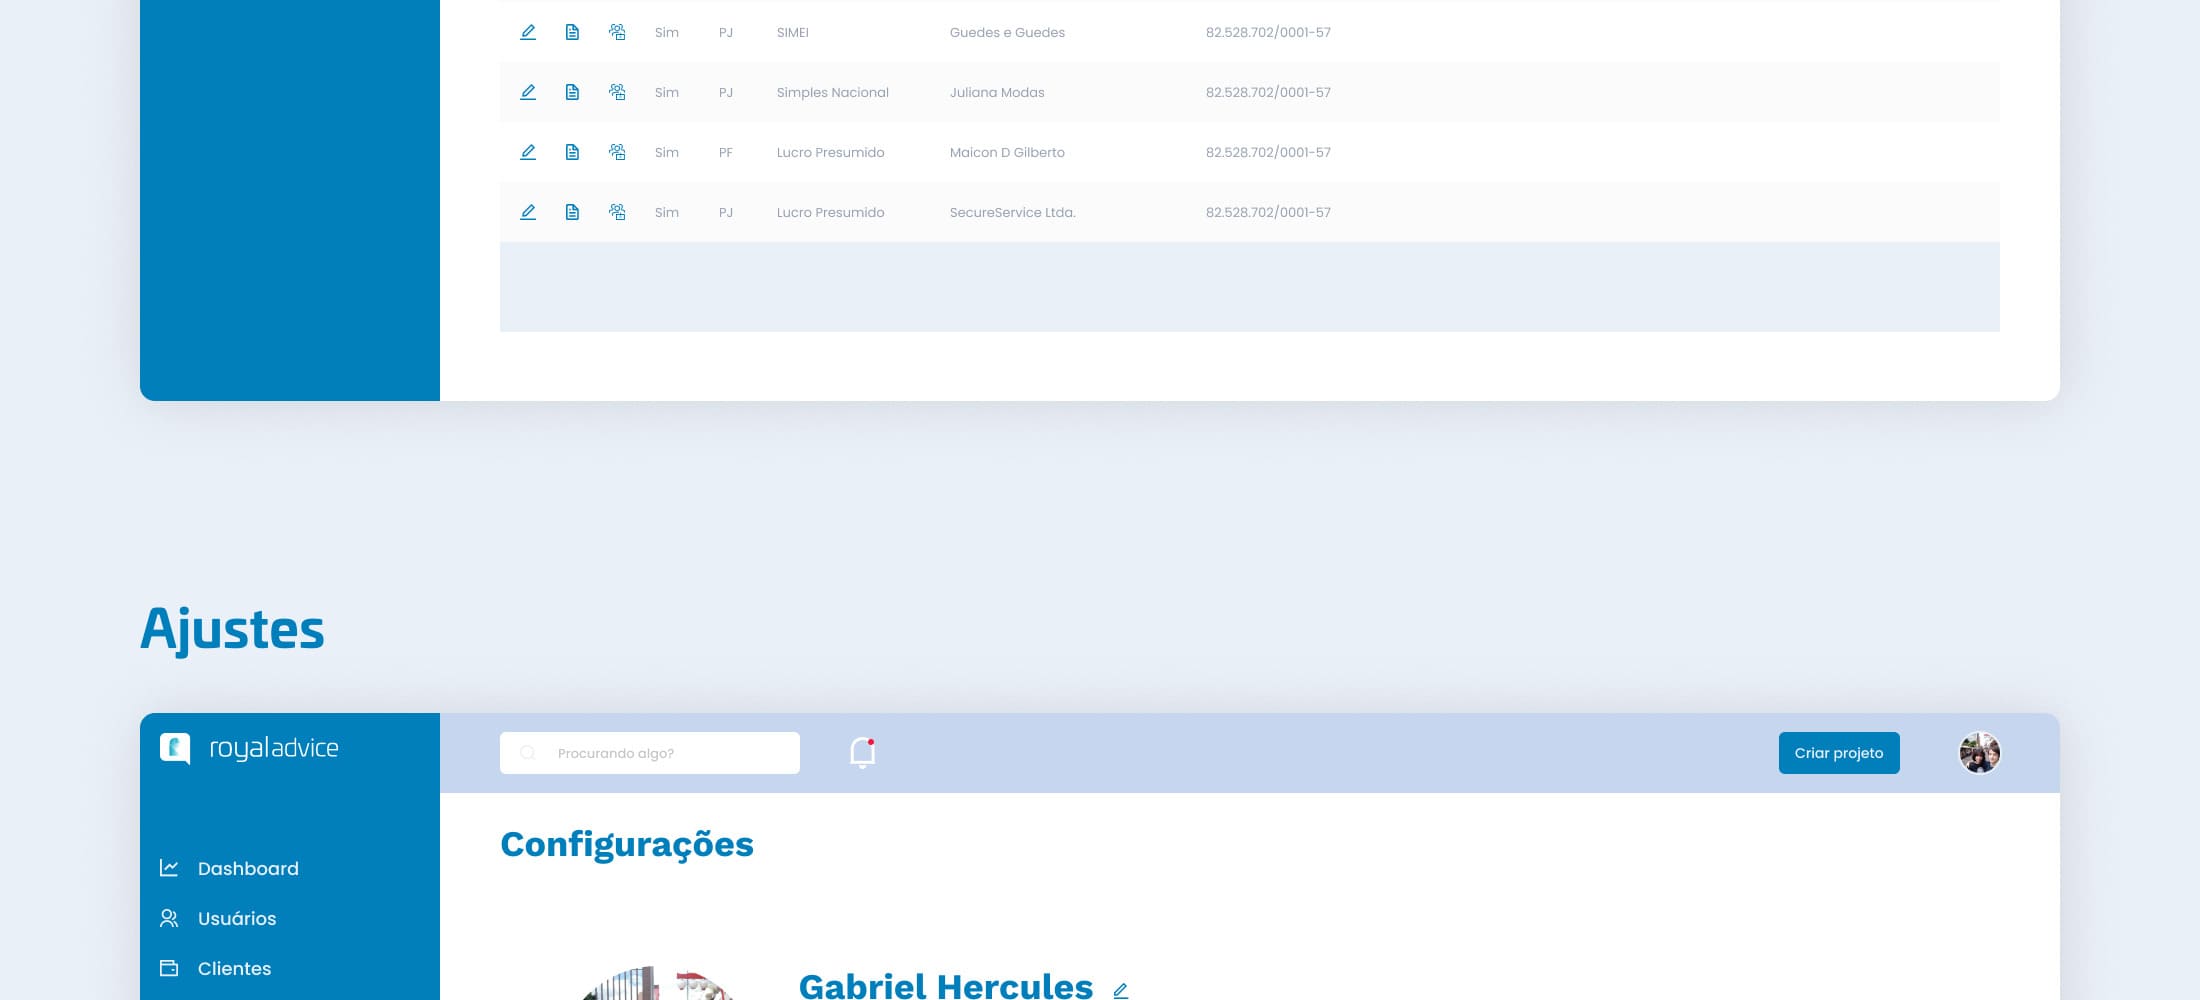 Sim PJ SIMEI Guedes e Guedes 82.528.702/0001-57
Sim PJ Simples Nacional Juliana Modas 82.528.702/0001-57
Sim PF Lucro Presumido Maicon D Gilberto 82.528.702/0001-57
Sim PJ Lucro Presumido SecureService Ltda. 82.528.702/0001-57
Ajustes
royaladvice
Procurando algo?
Criar projeto
Configurações
Dashboard
Usuários
Clientes
Gabriel Hercules